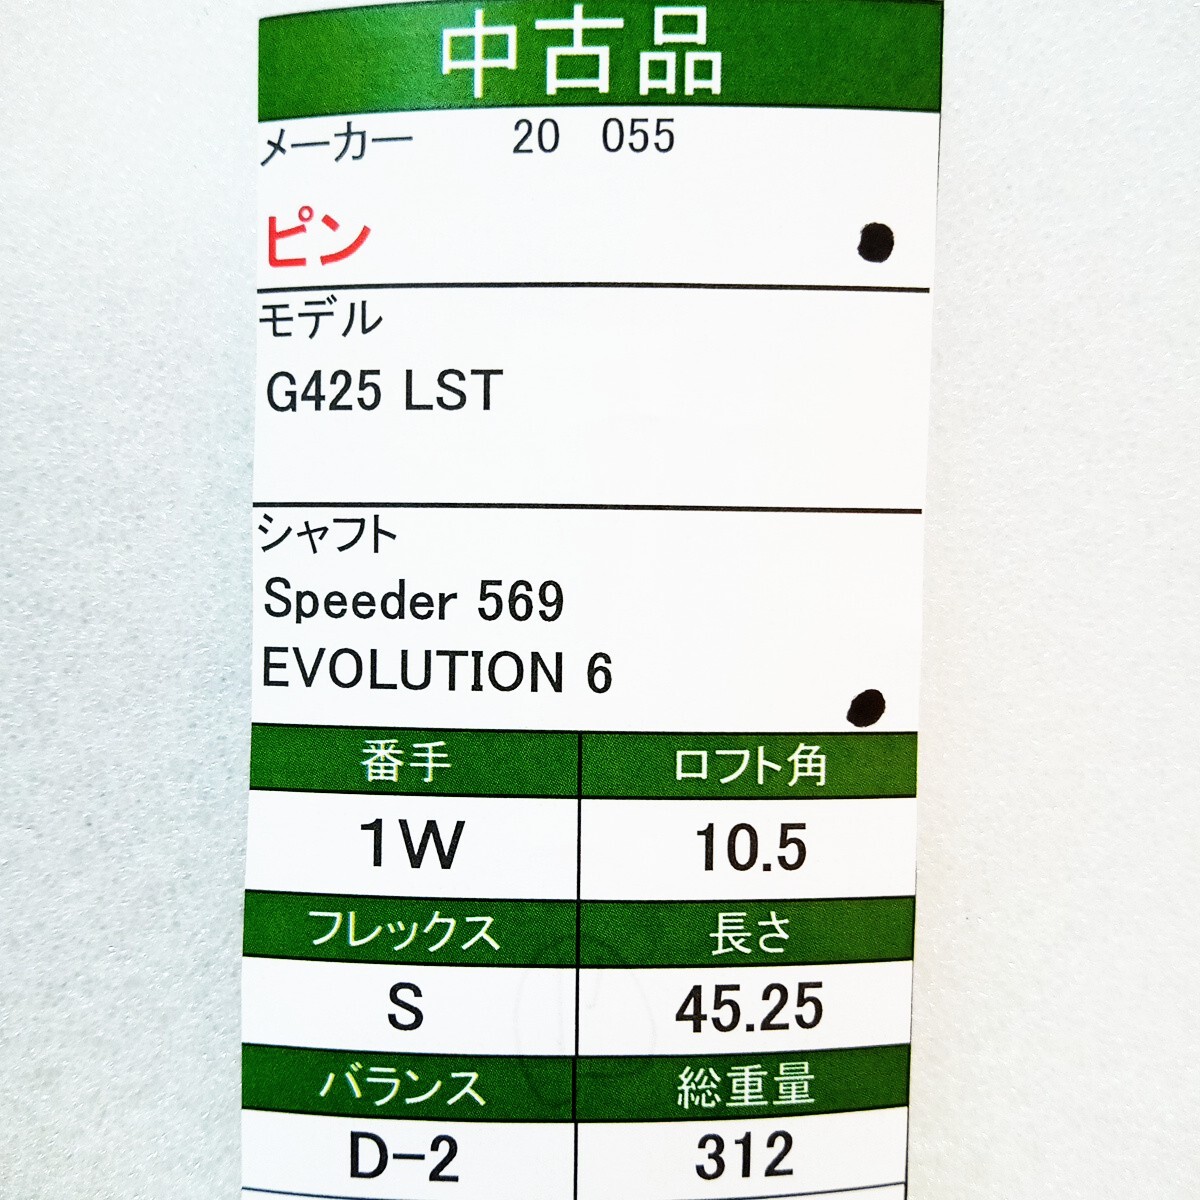 中古品
メーカー 20 055
ピン
モデル
G425 LST
シャフト
Speeder 569
EVOLUTION 6
番手 ロフト角
1W 10.5
フレックス 長さ
S 45.25
バランス 総重量
D-2 312